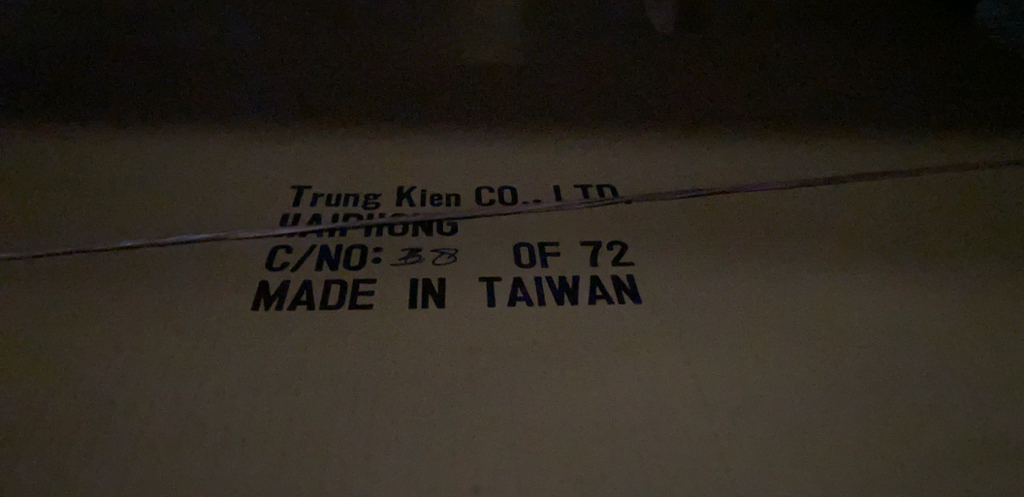 Trung Kien CO., LTD.
HAIPHONG
C/NO: 38 OF 72
MADE IN TAIWAN